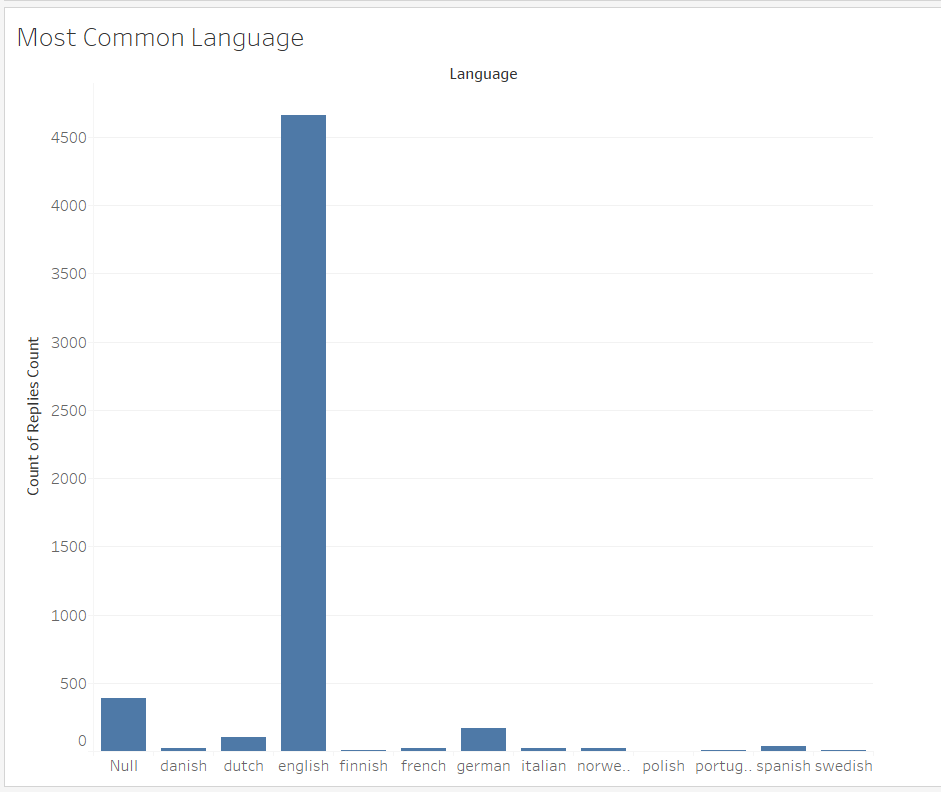 Most Common Language
Language
Count of Replies Count
4500
4000
3500
3000
2500
2000
1500
1000
500
0
Null danish dutch english finnish french german italian norwe.. polish portug.. spanish swedish